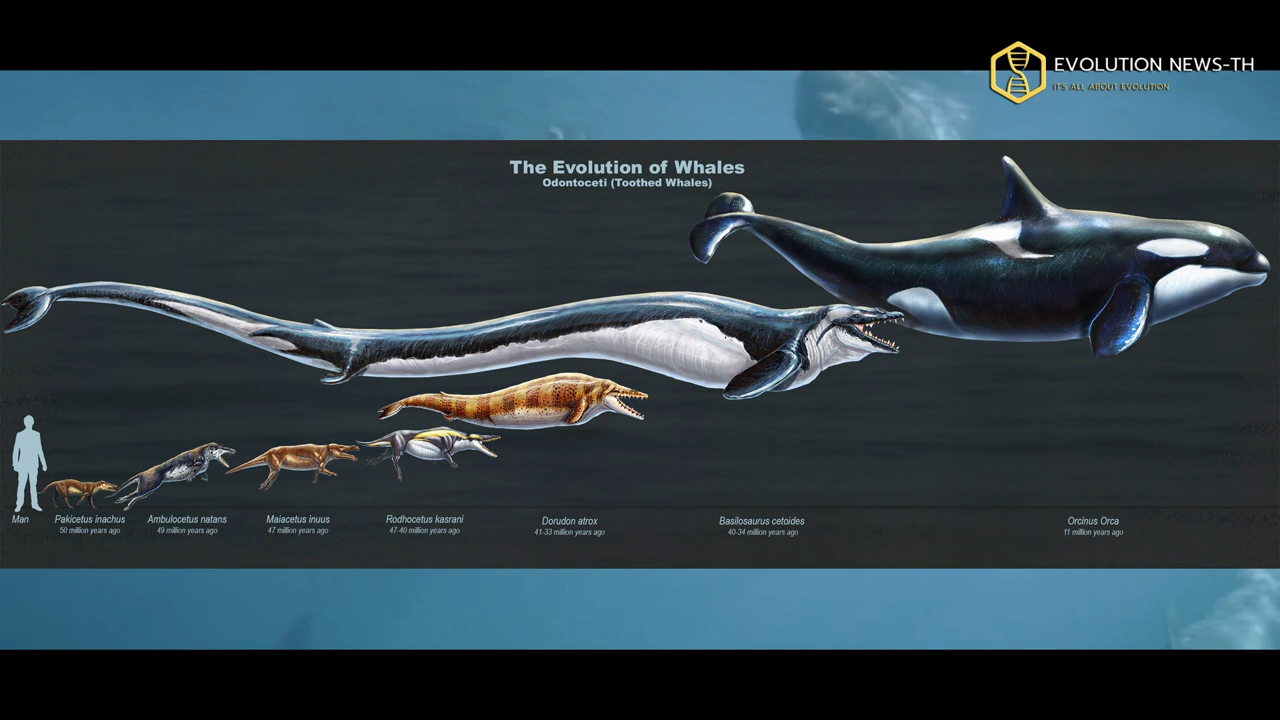 EVOLUTION NEWS-TH
IT'S ALL ABOUT EVOLUTION
The Evolution of Whales
Odontoceti (Toothed Whales)
Man
Pakicetus inachus
50 million years ago
Ambulocetus natans
49 million years ago
Maiacetus inuus
47 million years ago
Rodhocetus kasrani
47-40 million years ago
Dorudon atrox
41-33 million years ago
Basilosaurus cetoides
40-34 million years ago
Orcinus Orca
11 million years ago